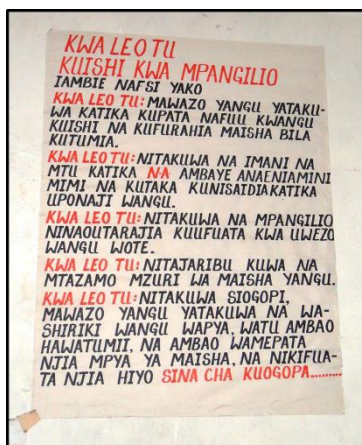 KWA LEO TU
KUISHI KWA MPANGILIO
IAMBIE NAFSI YAKO
KWA LEO TU: MAWAZO YANGU YATAKU-
WA KATIKA KUPATA NAFUU KWANGU
KUISHI NA KUFURAHIA MAISHA BILA
KUTUMIA.
KWA LEO TU: NITAKUWA NA IMANI NA
MTU KATIKA N.A AMBAYE ANAENIAMINI
MIMI NA KUTAKA KUNISAIDIA KATIKA
UPONAJI WANGU.
KWA LEO TU: NITAKUWA NA MPANGILIO
NINAOUTARAJIA KUUFUATA KWA UWEZO
WANGU WOTE.
KWA LEO TU: NITAJARIBU KUWA NA
MTAZAMO MZURI WA MAISHA YANGU.
KWA LEO TU: NITAKUWA SIOGOPI,
MAWAZO YANGU YATAKUWA NA WA-
SHIRIKI WANGU WAPYA, WATU AMBAO
HAWATUMII, NA AMBAO WAMEPATA
NJIA MPYA YA MAISHA, NA NIKIFUA-
TA NJIA HIYO SINA CHA KUOGOPA.........